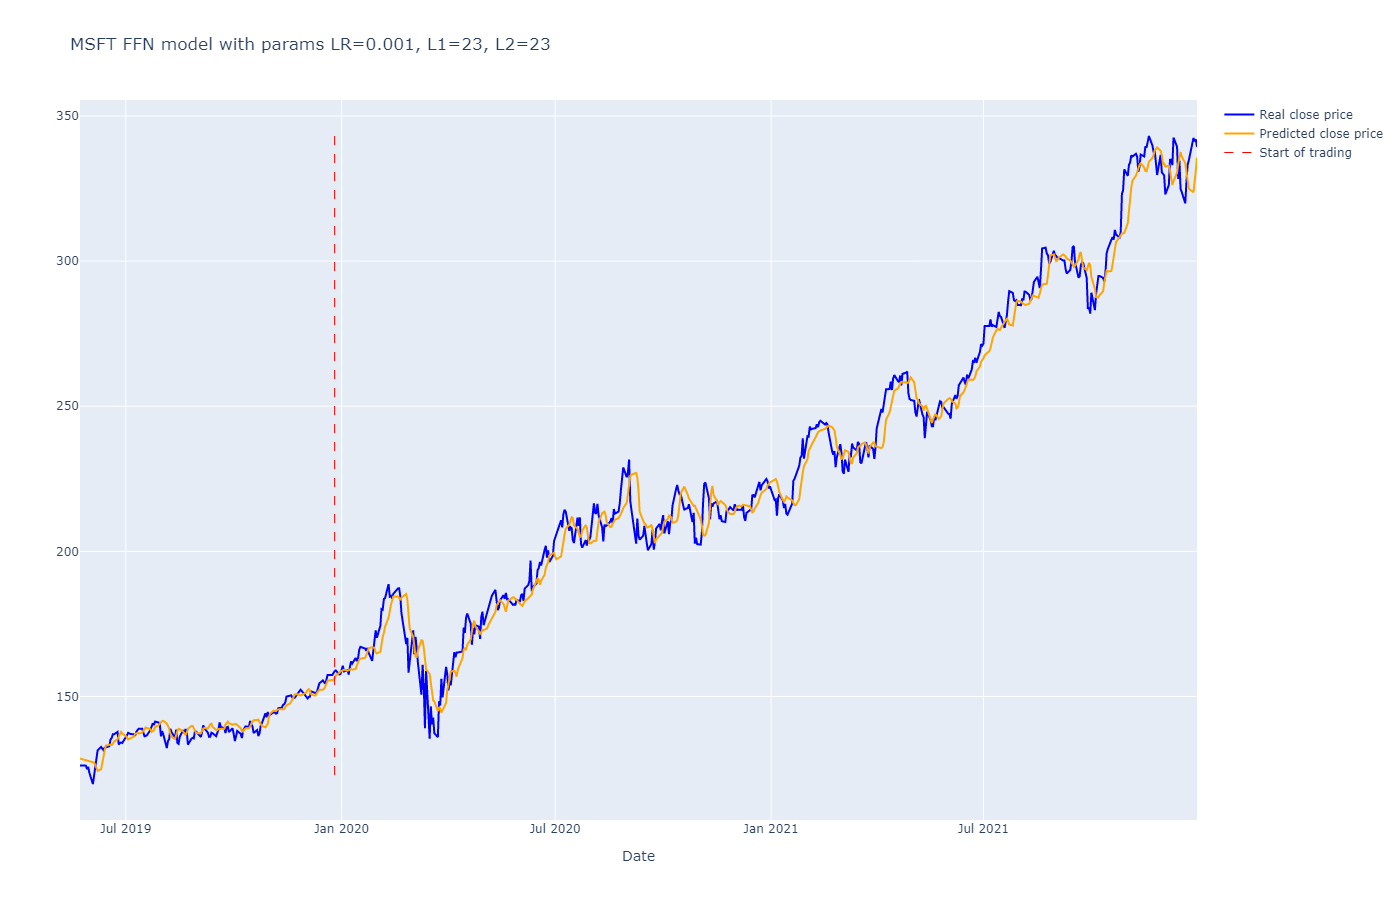 MSFT FFN model with params LR=0.001, L1=23, L2=23
350
300
250
200
150
Jul 2019
Jan 2020
Jul 2020
Jan 2021
Jul 2021
Date
Real close price
Predicted close price
Start of trading